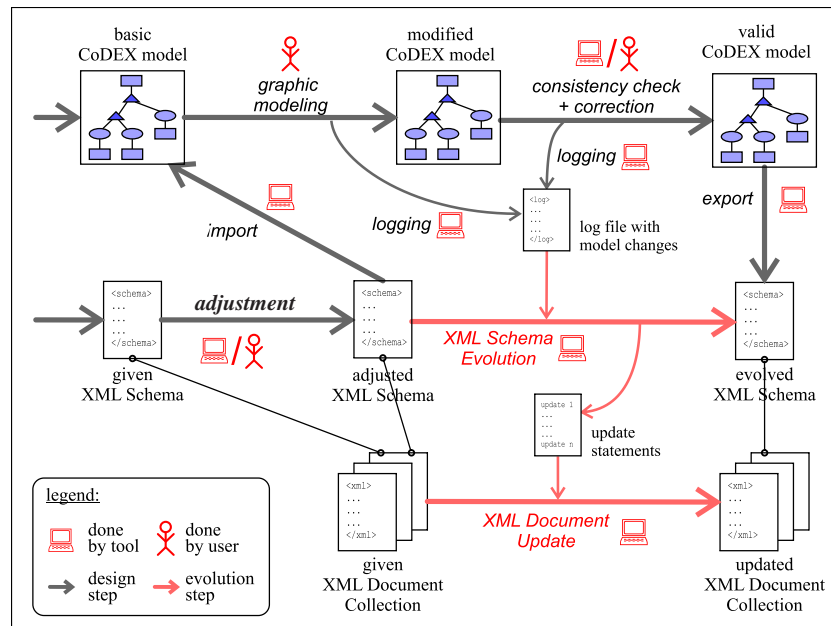 basic
CoDEX model
modified
CoDEX model
valid
CoDEX model
graphic
modeling
/
consistency check
+ correction
logging
<log>
...
...
...
</log>
import
logging
log file with
model changes
export
<schema>
...
...
</schema>
adjustment
/
<schema>
...
...
</schema>
XML Schema
Evolution
<schema>
...
...
</schema>
given
XML Schema
adjusted
XML Schema
evolved
XML Schema
update 1
...
...
update n
update
statements
<xml>
...
...
</xml>
XML Document
Update
<xml>
...
...
</xml>
given
XML Document
Collection
updated
XML Document
Collection
legend:
done
by tool
done
by user
design
step
evolution
step